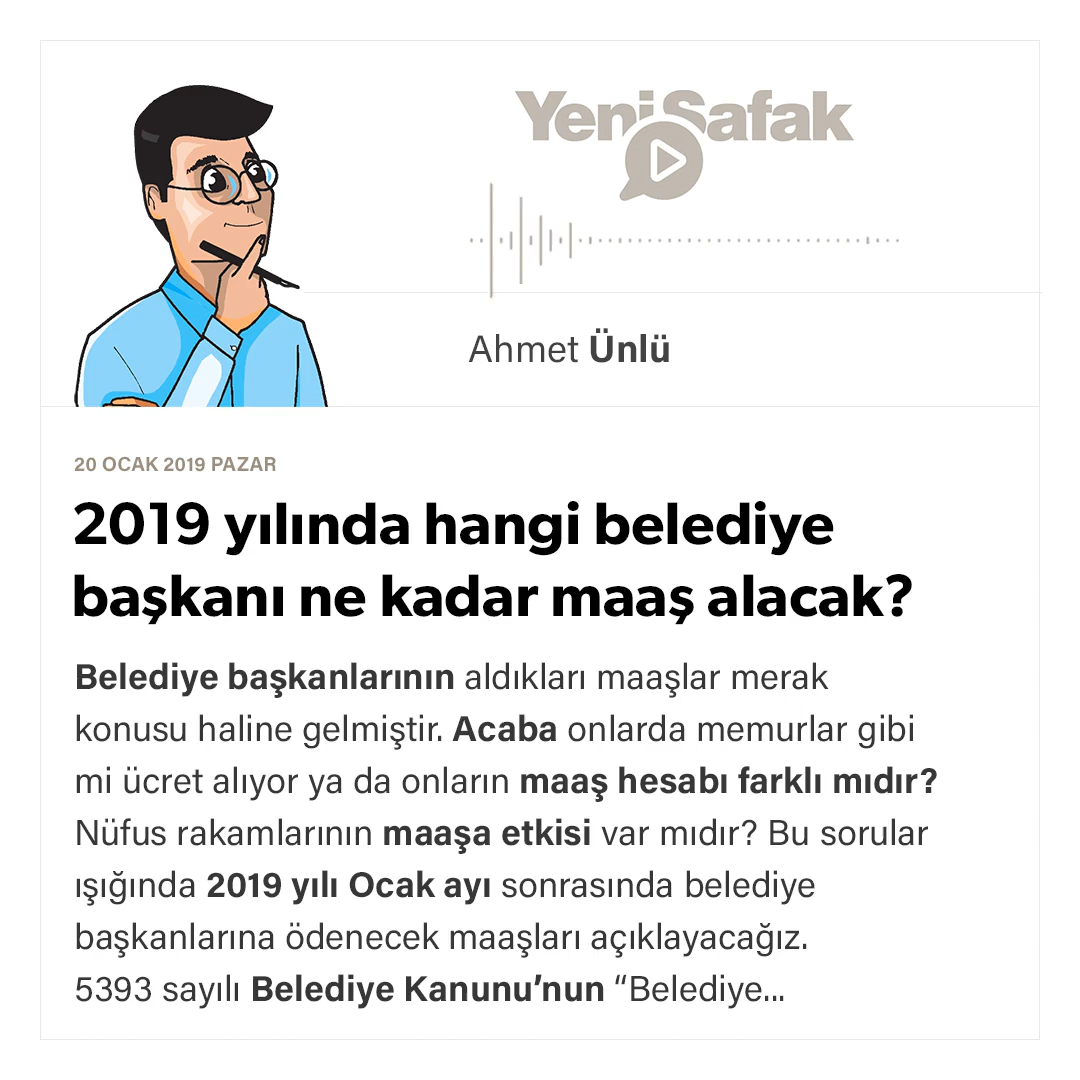 Yeni Şafak
Ahmet Ünlü
20 OCAK 2019 PAZAR
2019 yılında hangi belediye
başkanı ne kadar maaş alacak?
Belediye başkanlarının aldıkları maaşlar merak
konusu haline gelmiştir. Acaba onlarda memurlar gibi
mi ücret alıyor ya da onların maaş hesabı farklı mıdır?
Nüfus rakamlarının maaşa etkisi var mıdır? Bu sorular
ışığında 2019 yılı Ocak ayı sonrasında belediye
başkanlarına ödenecek maaşları açıklayacağız.
5393 sayılı Belediye Kanunu’nun “Belediye...